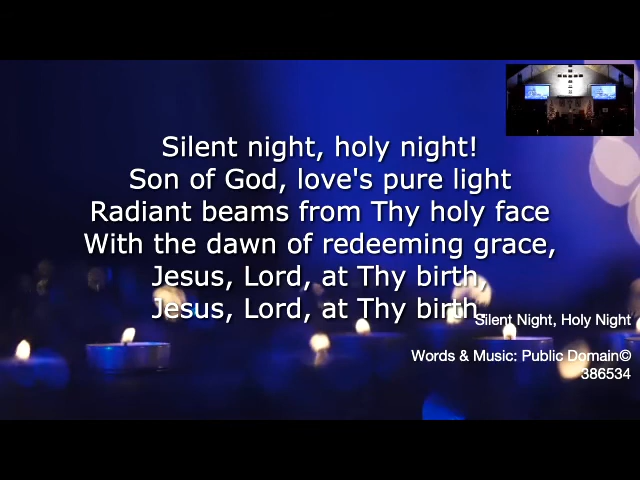 Silent night, holy night!
Son of God, love's pure light
Radiant beams from Thy holy face
With the dawn of redeeming grace,
Jesus, Lord, at Thy birth,
Jesus, Lord, at Thy birth.
Silent Night, Holy Night
Words & Music: Public Domain©
386534